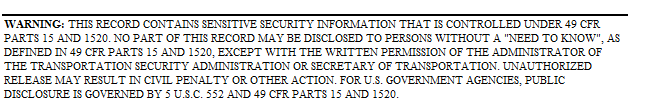 WARNING: THIS RECORD CONTAINS SENSITIVE SECURITY INFORMATION THAT IS CONTROLLED UNDER 49 CFR
PARTS 15 AND 1520. NO PART OF THIS RECORD MAY BE DISCLOSED TO PERSONS WITHOUT A "NEED TO KNOW", AS
DEFINED IN 49 CFR PARTS 15 AND 1520, EXCEPT WITH THE WRITTEN PERMISSION OF THE ADMINISTRATOR OF
THE TRANSPORTATION SECURITY ADMINISTRATION OR SECRETARY OF TRANSPORTATION. UNAUTHORIZED
RELEASE MAY RESULT IN CIVIL PENALTY OR OTHER ACTION. FOR U.S. GOVERNMENT AGENCIES, PUBLIC
DISCLOSURE IS GOVERNED BY 5 U.S.C. 552 AND 49 CFR PARTS 15 AND 1520.